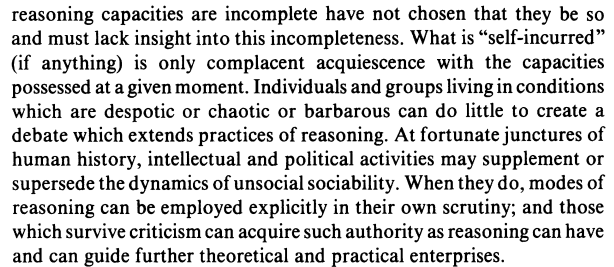 reasoning capacities are incomplete have not chosen that they be so
and must lack insight into this incompleteness. What is “self-incurred”
(if anything) is only complacent acquiescence with the capacities
possessed at a given moment. Individuals and groups living in conditions
which are despotic or chaotic or barbarous can do little to create a
debate which extends practices of reasoning. At fortunate junctures of
human history, intellectual and political activities may supplement or
supersede the dynamics of unsocial sociability. When they do, modes of
reasoning can be employed explicitly in their own scrutiny; and those
which survive criticism can acquire such authority as reasoning can have
and can guide further theoretical and practical enterprises.